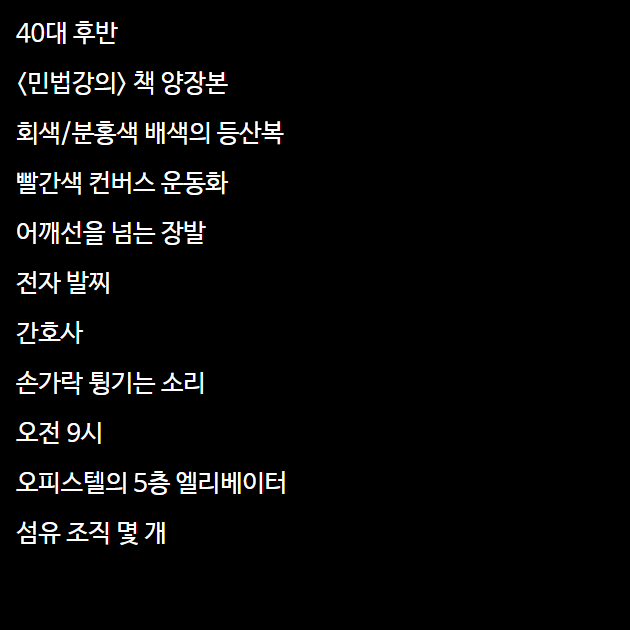 40대 후반
<민법강의> 책 양장본
회색/분홍색 배색의 등산복
빨간색 컨버스 운동화
어깨선을 넘는 장발
전자 발찌
간호사
손가락 튕기는 소리
오전 9시
오피스텔의 5층 엘리베이터
섬유 조직 몇 개